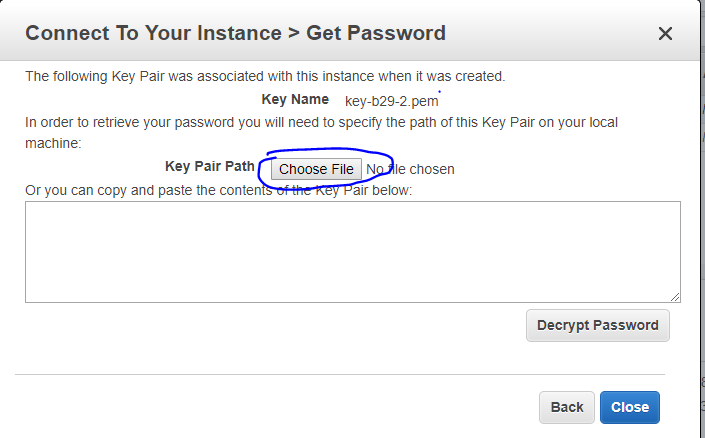 Connect To Your Instance > Get Password
The following Key Pair was associated with this instance when it was created.
Key Name key-b29-2.pem
In order to retrieve your password you will need to specify the path of this Key Pair on your local
machine:
Key Pair Path Choose File No file chosen
Or you can copy and paste the contents of the Key Pair below:
Decrypt Password
Back Close